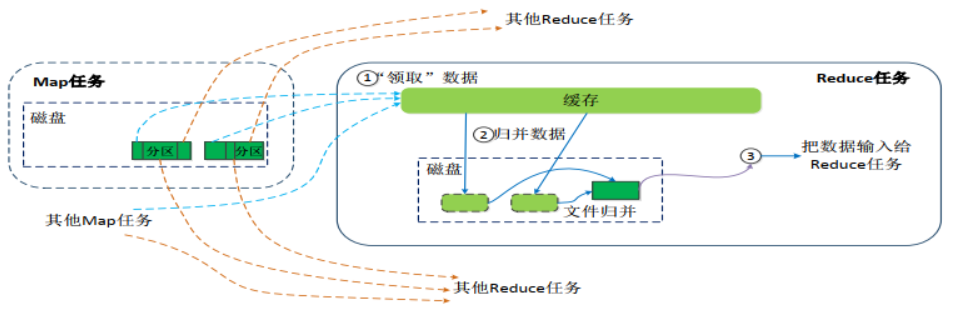 其他Reduce任务
Map任务
①“领取”数据
Reduce任务
磁盘
缓存
分区
分区
②归并数据
③
把数据输入给
Reduce任务
磁盘
文件归并
其他Map任务
其他Reduce任务